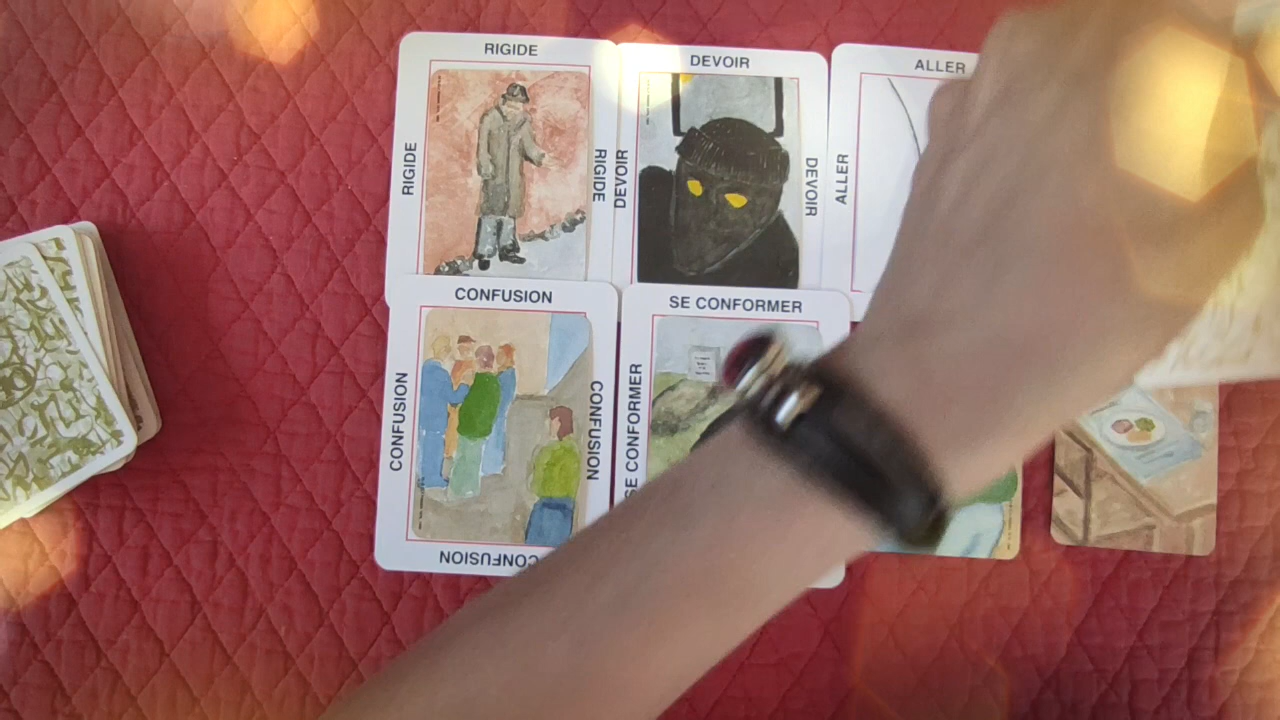 RIGIDE
RIGIDE
RIGIDE
DEVOIR
DEVOIR
DEVOIR
ALLER
ALLER
CONFUSION
CONFUSION
CONFUSION
CONFUSION
SE CONFORMER
SE CONFORMER